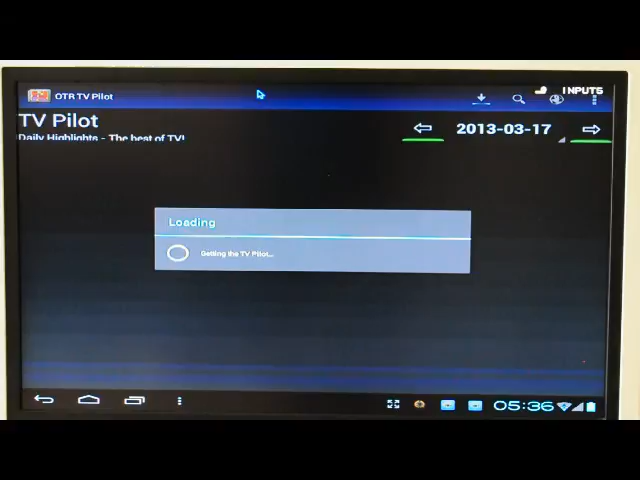 OTR TV Pilot
INPUTS
TV Pilot
2013-03-17
Daily Highlights - The best of TV!
Loading
Getting the TV Pilot...
05:36